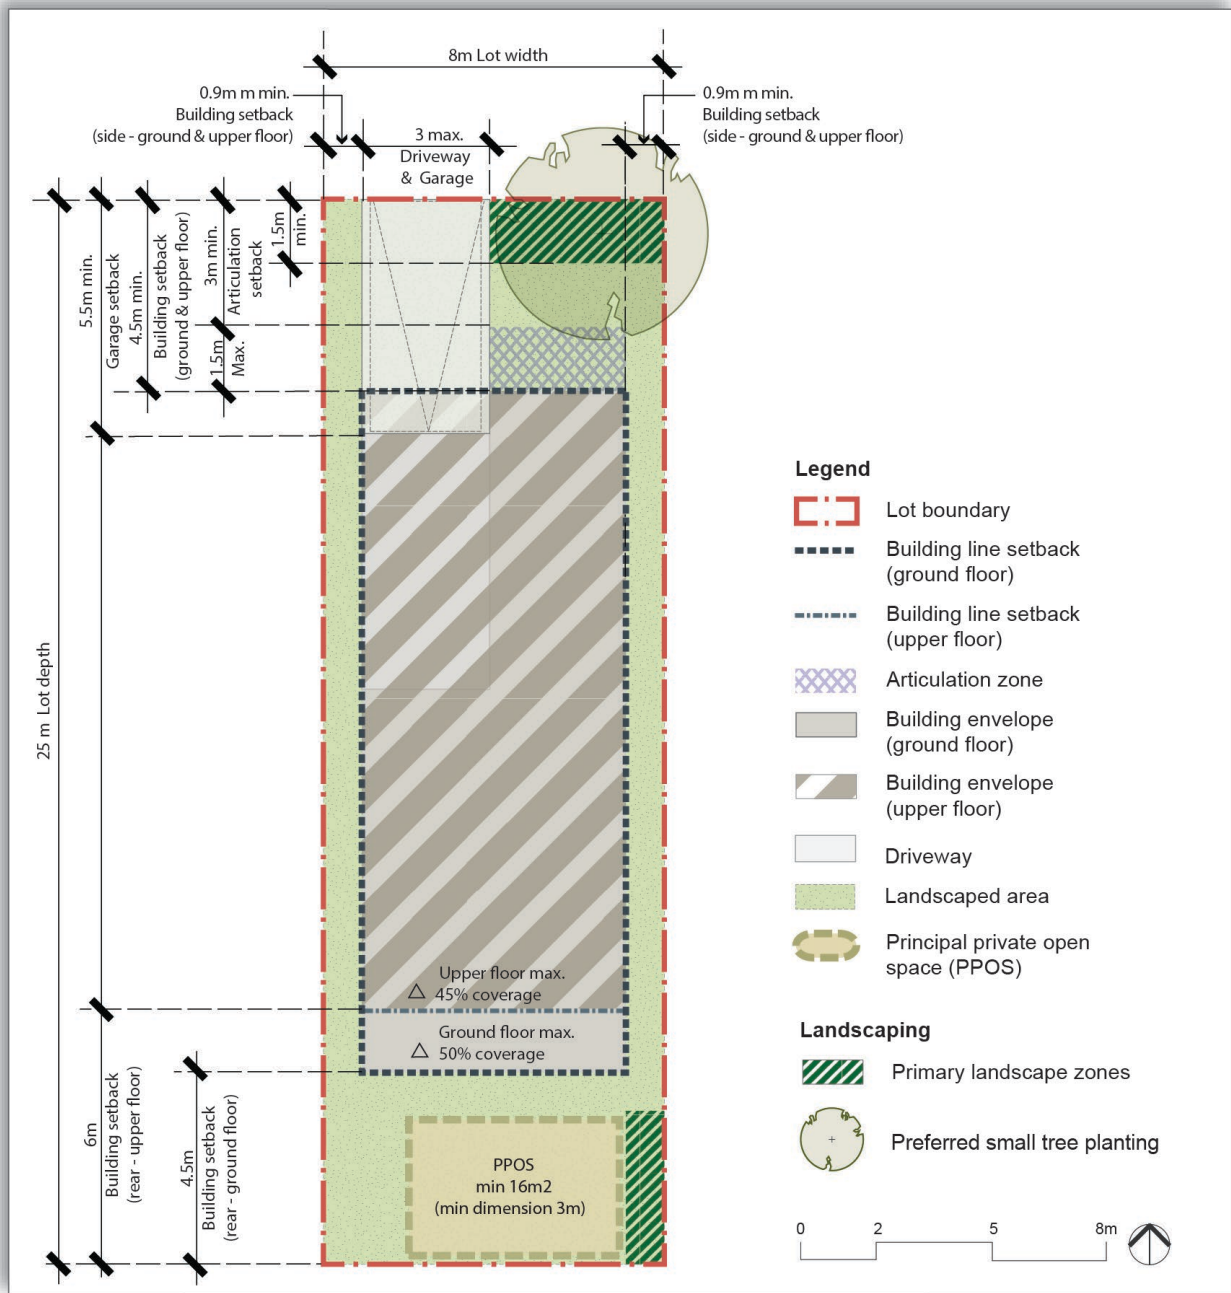 8m Lot width
0.9m m min.
Building setback
(side - ground & upper floor)
0.9m m min.
Building setback
(side - ground & upper floor)
3 max.
Driveway
& Garage
5.5m min.
Garage setback
4.5m min.
Building setback
(ground & upper floor)
3m min.
Articulation
setback
1.5m
min.
1.5m
Max.
25 m Lot depth
Legend
Lot boundary
Building line setback
(ground floor)
Building line setback
(upper floor)
Articulation zone
Building envelope
(ground floor)
Building envelope
(upper floor)
Driveway
Landscaped area
Principal private open
space (PPOS)
Upper floor max.
45% coverage
Ground floor max.
50% coverage
6m
Building setback
(rear - upper floor)
4.5m
Building setback
(rear - ground floor)
PPOS
min 16m2
(min dimension 3m)
Landscaping
Primary landscape zones
Preferred small tree planting
0 2 5 8m